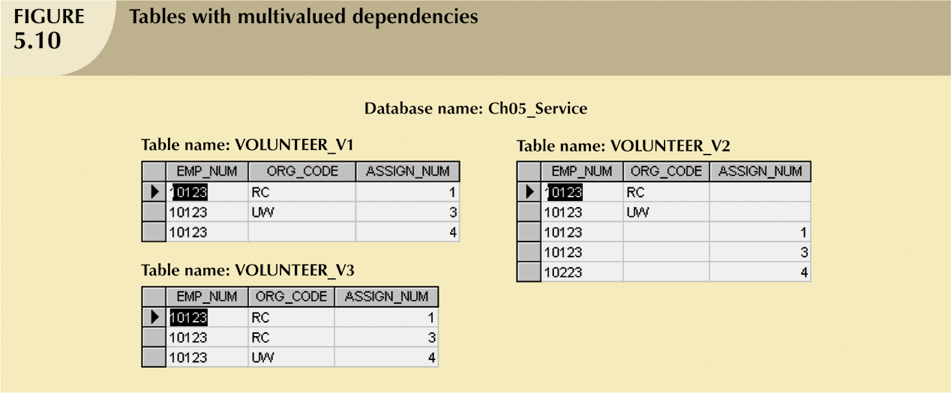 FIGURE
5.10
Tables with multivalued dependencies
Database name: Ch05_Service
Table name: VOLUNTEER_V1
EMP_NUM ORG_CODE ASSIGN_NUM
10123 RC 1
10123 UW 3
10123 4
Table name: VOLUNTEER_V2
EMP_NUM ORG_CODE ASSIGN_NUM
10123 RC
10123 UW
10123 1
10123 3
10223 4
Table name: VOLUNTEER_V3
EMP_NUM ORG_CODE ASSIGN_NUM
10123 RC 1
10123 RC 3
10123 UW 4